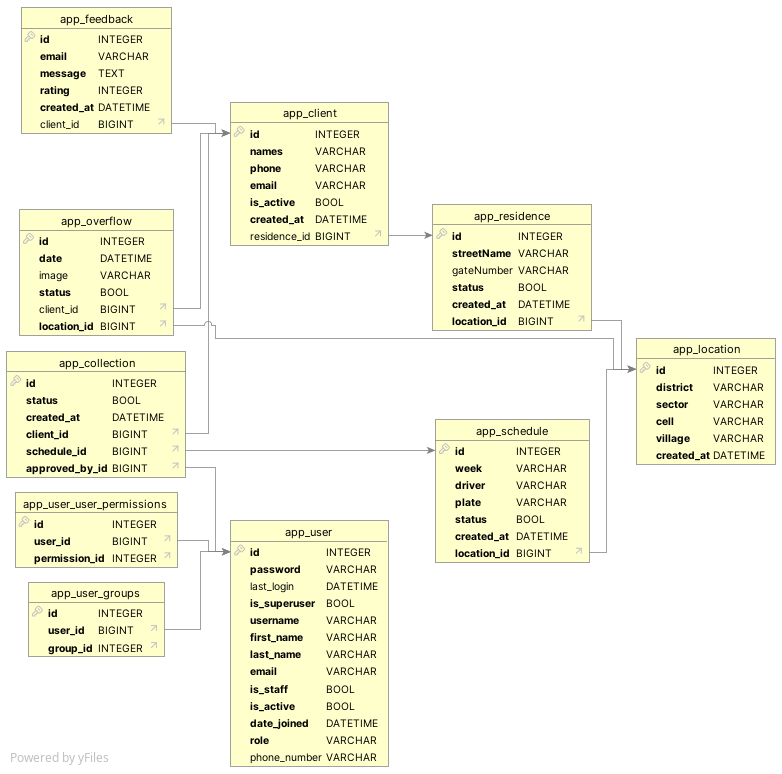 app_feedback
id INTEGER
email VARCHAR
message TEXT
rating INTEGER
created_at DATETIME
client_id BIGINT
app_client
id INTEGER
names VARCHAR
phone VARCHAR
email VARCHAR
is_active BOOL
created_at DATETIME
residence_id BIGINT
app_residence
id INTEGER
streetName VARCHAR
gateNumber VARCHAR
status BOOL
created_at DATETIME
location_id BIGINT
app_overflow
id INTEGER
date DATETIME
image VARCHAR
status BOOL
client_id BIGINT
location_id BIGINT
app_location
id INTEGER
district VARCHAR
sector VARCHAR
cell VARCHAR
village VARCHAR
created_at DATETIME
app_collection
id INTEGER
status BOOL
created_at DATETIME
client_id BIGINT
schedule_id BIGINT
approved_by_id BIGINT
app_schedule
id INTEGER
week VARCHAR
driver VARCHAR
plate VARCHAR
status BOOL
created_at DATETIME
location_id BIGINT
app_user_user_permissions
id INTEGER
user_id BIGINT
permission_id INTEGER
app_user
id INTEGER
password VARCHAR
last_login DATETIME
is_superuser BOOL
username VARCHAR
first_name VARCHAR
last_name VARCHAR
email VARCHAR
is_staff BOOL
is_active BOOL
date_joined DATETIME
role VARCHAR
phone_number VARCHAR
app_user_groups
id INTEGER
user_id BIGINT
group_id INTEGER
Powered by yFiles